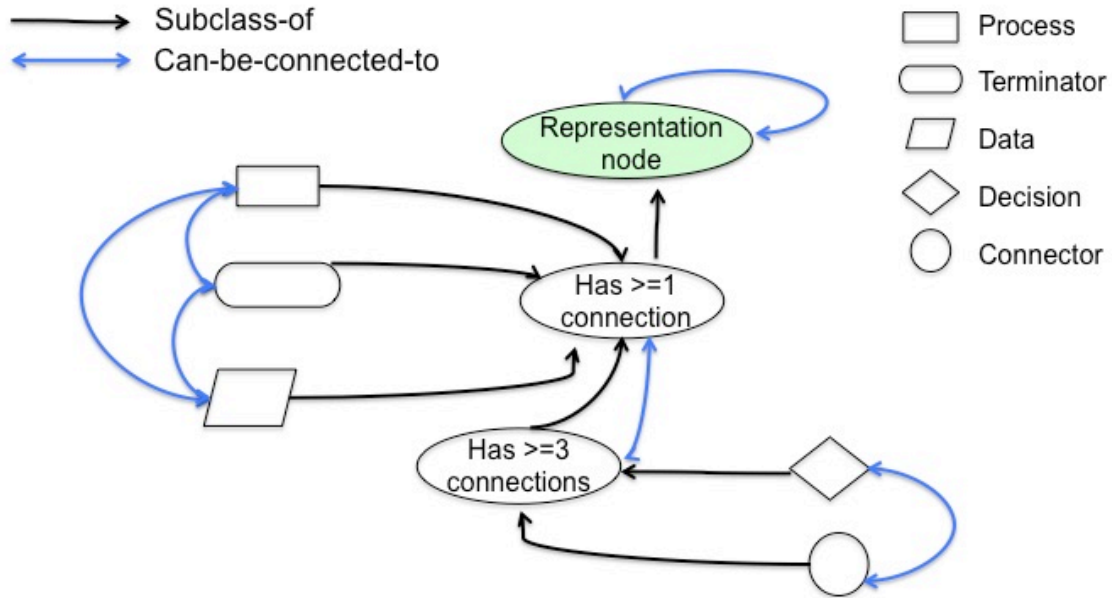 Subclass-of
Can-be-connected-to
Process
Terminator
Data
Decision
Connector
Representation
node
Has >=1
connection
Has >=3
connections